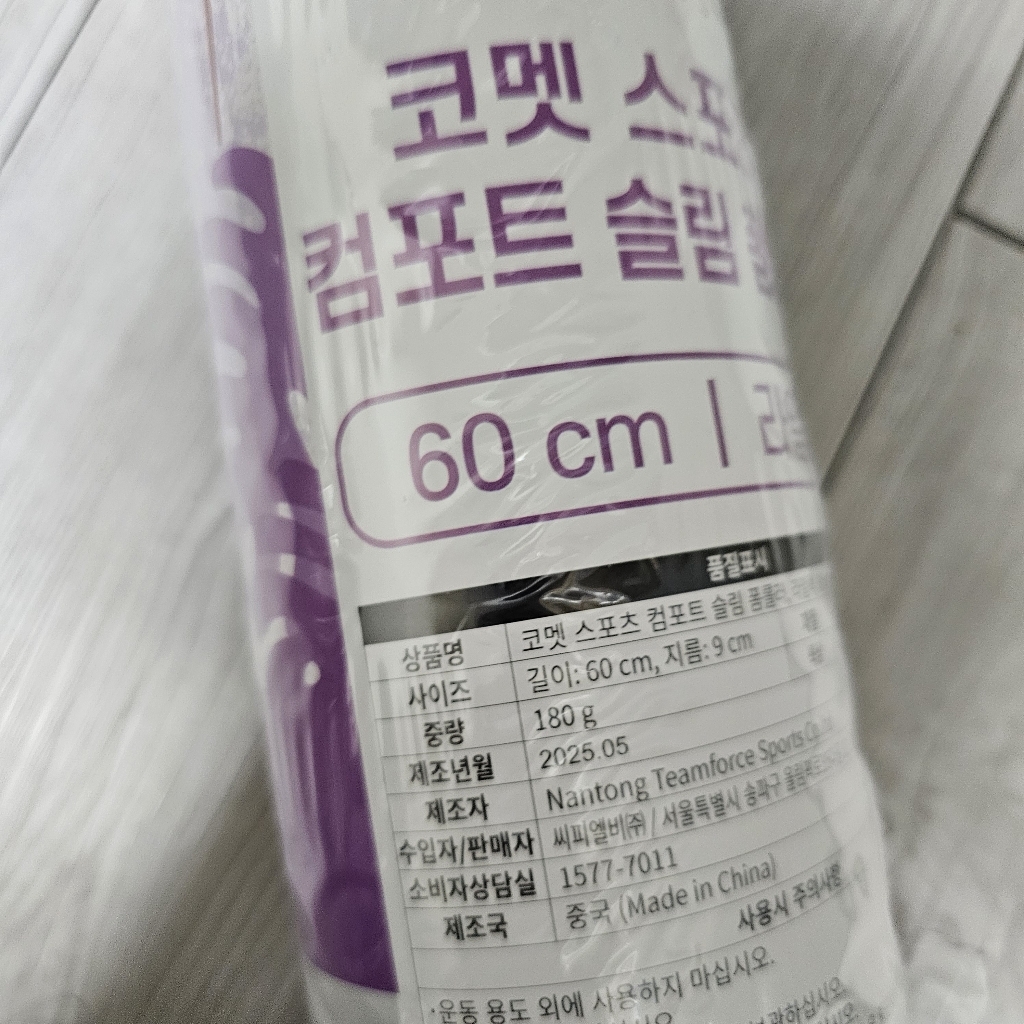 코멧 스포
컴포트 슬림
60 cm |
품질표시
상품명 코멧 스포츠 컴포트 슬림 폼롤러,
사이즈 길이: 60 cm, 지름: 9 cm
중량 180 g
제조년월 2025.05
제조자 Nantong Teamforce Sports Co.,
수입자/판매자 씨피엘비㈜ / 서울특별시 송파구
소비자상담실 1577-7011
제조국 중국 (Made in China)
사용시 주의사항
·운동 용도 외에 사용하지 마십시오.